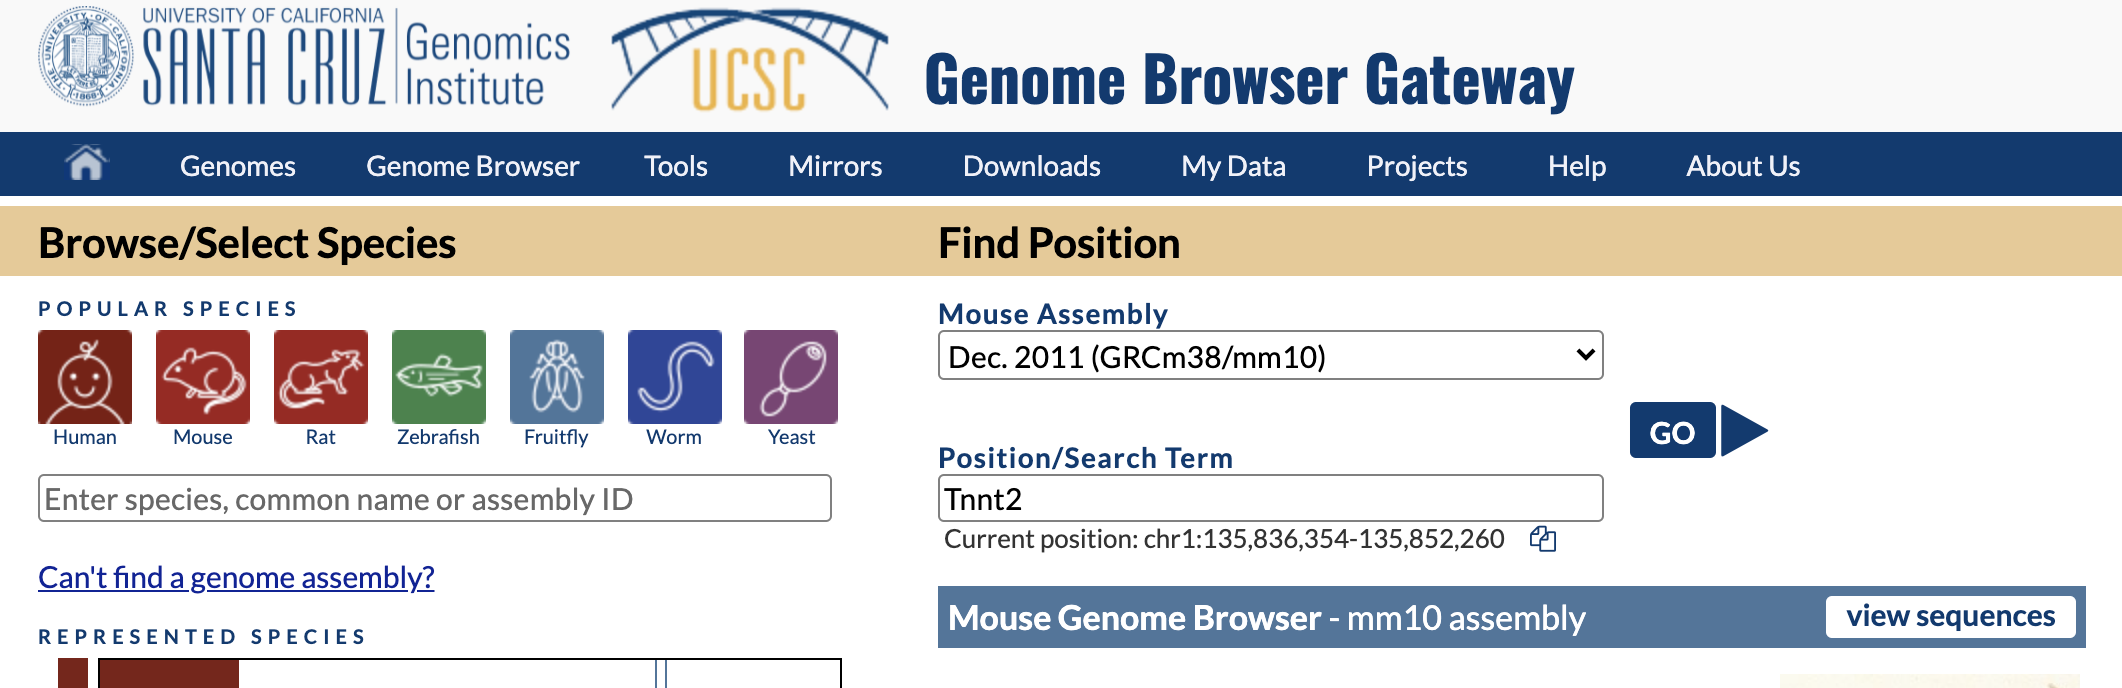 UNIVERSITY OF CALIFORNIA
SANTA CRUZ
Genomics
Institute
UCSC
Genome Browser Gateway
Genomes Genome Browser Tools Mirrors Downloads My Data Projects Help About Us
Browse/Select Species
Find Position
POPULAR SPECIES
Human Mouse Rat Zebrafish Fruitfly Worm Yeast
Enter species, common name or assembly ID
Can't find a genome assembly?
REPRESENTED SPECIES
Mouse Assembly
Dec. 2011 (GRCm38/mm10)
GO
Position/Search Term
Tnnt2
Current position: chr1:135,836,354-135,852,260
Mouse Genome Browser - mm10 assembly
view sequences